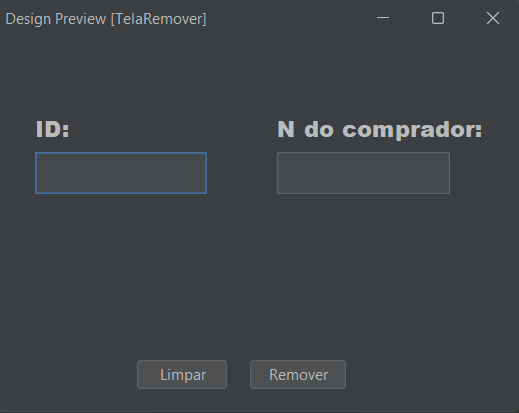 Design Preview [TelaRemover]
ID:
N do comprador:
Limpar
Remover